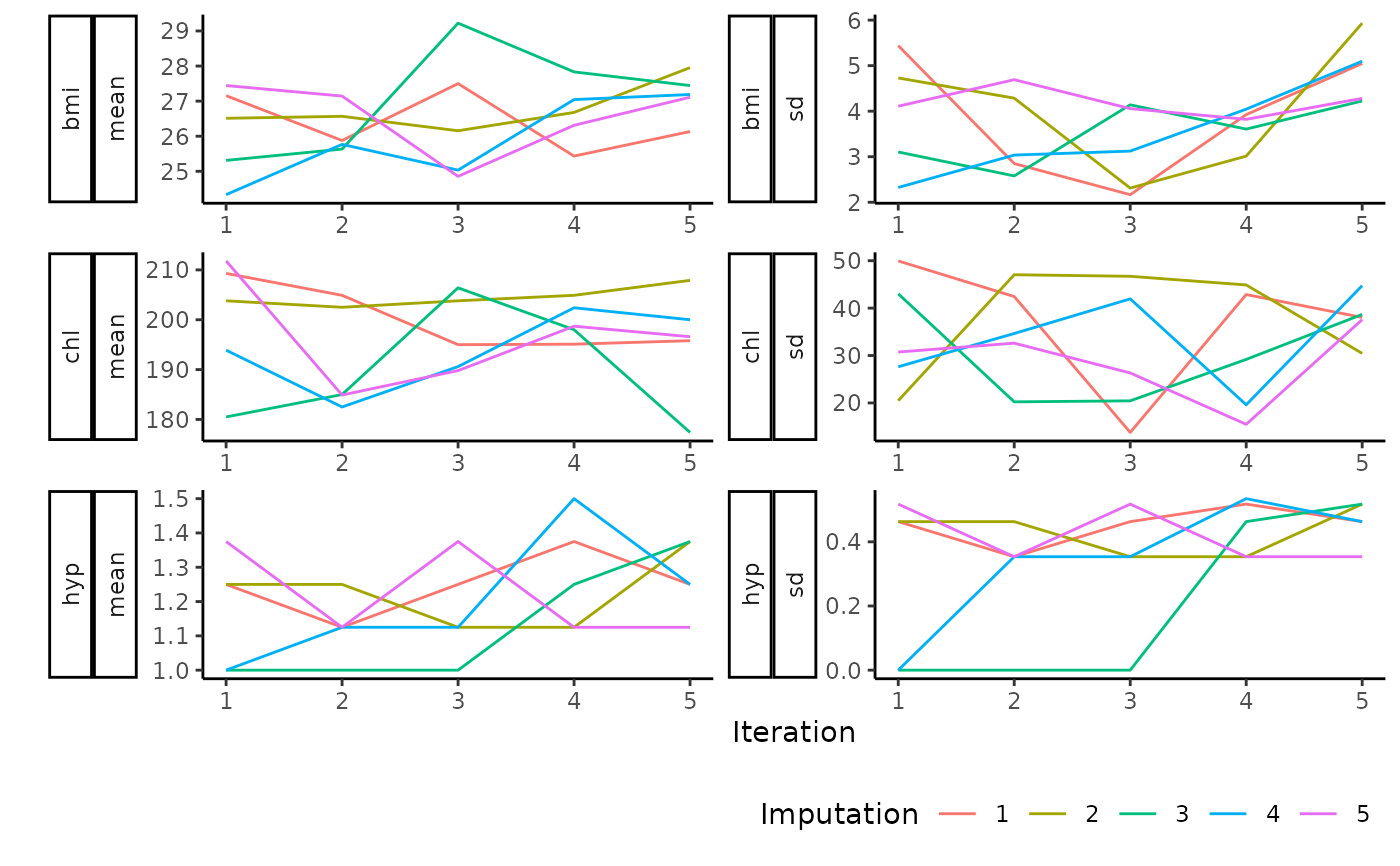 bmi
mean
29
28
27
26
25
1 2 3 4 5
bmi
sd
6
5
4
3
2
1 2 3 4 5
chl
mean
210
200
190
180
1 2 3 4 5
chl
sd
50
40
30
20
1 2 3 4 5
hyp
mean
1.5
1.4
1.3
1.2
1.1
1.0
1 2 3 4 5
hyp
sd
0.4
0.2
0.0
1 2 3 4 5
Iteration
Imputation 1 2 3 4 5